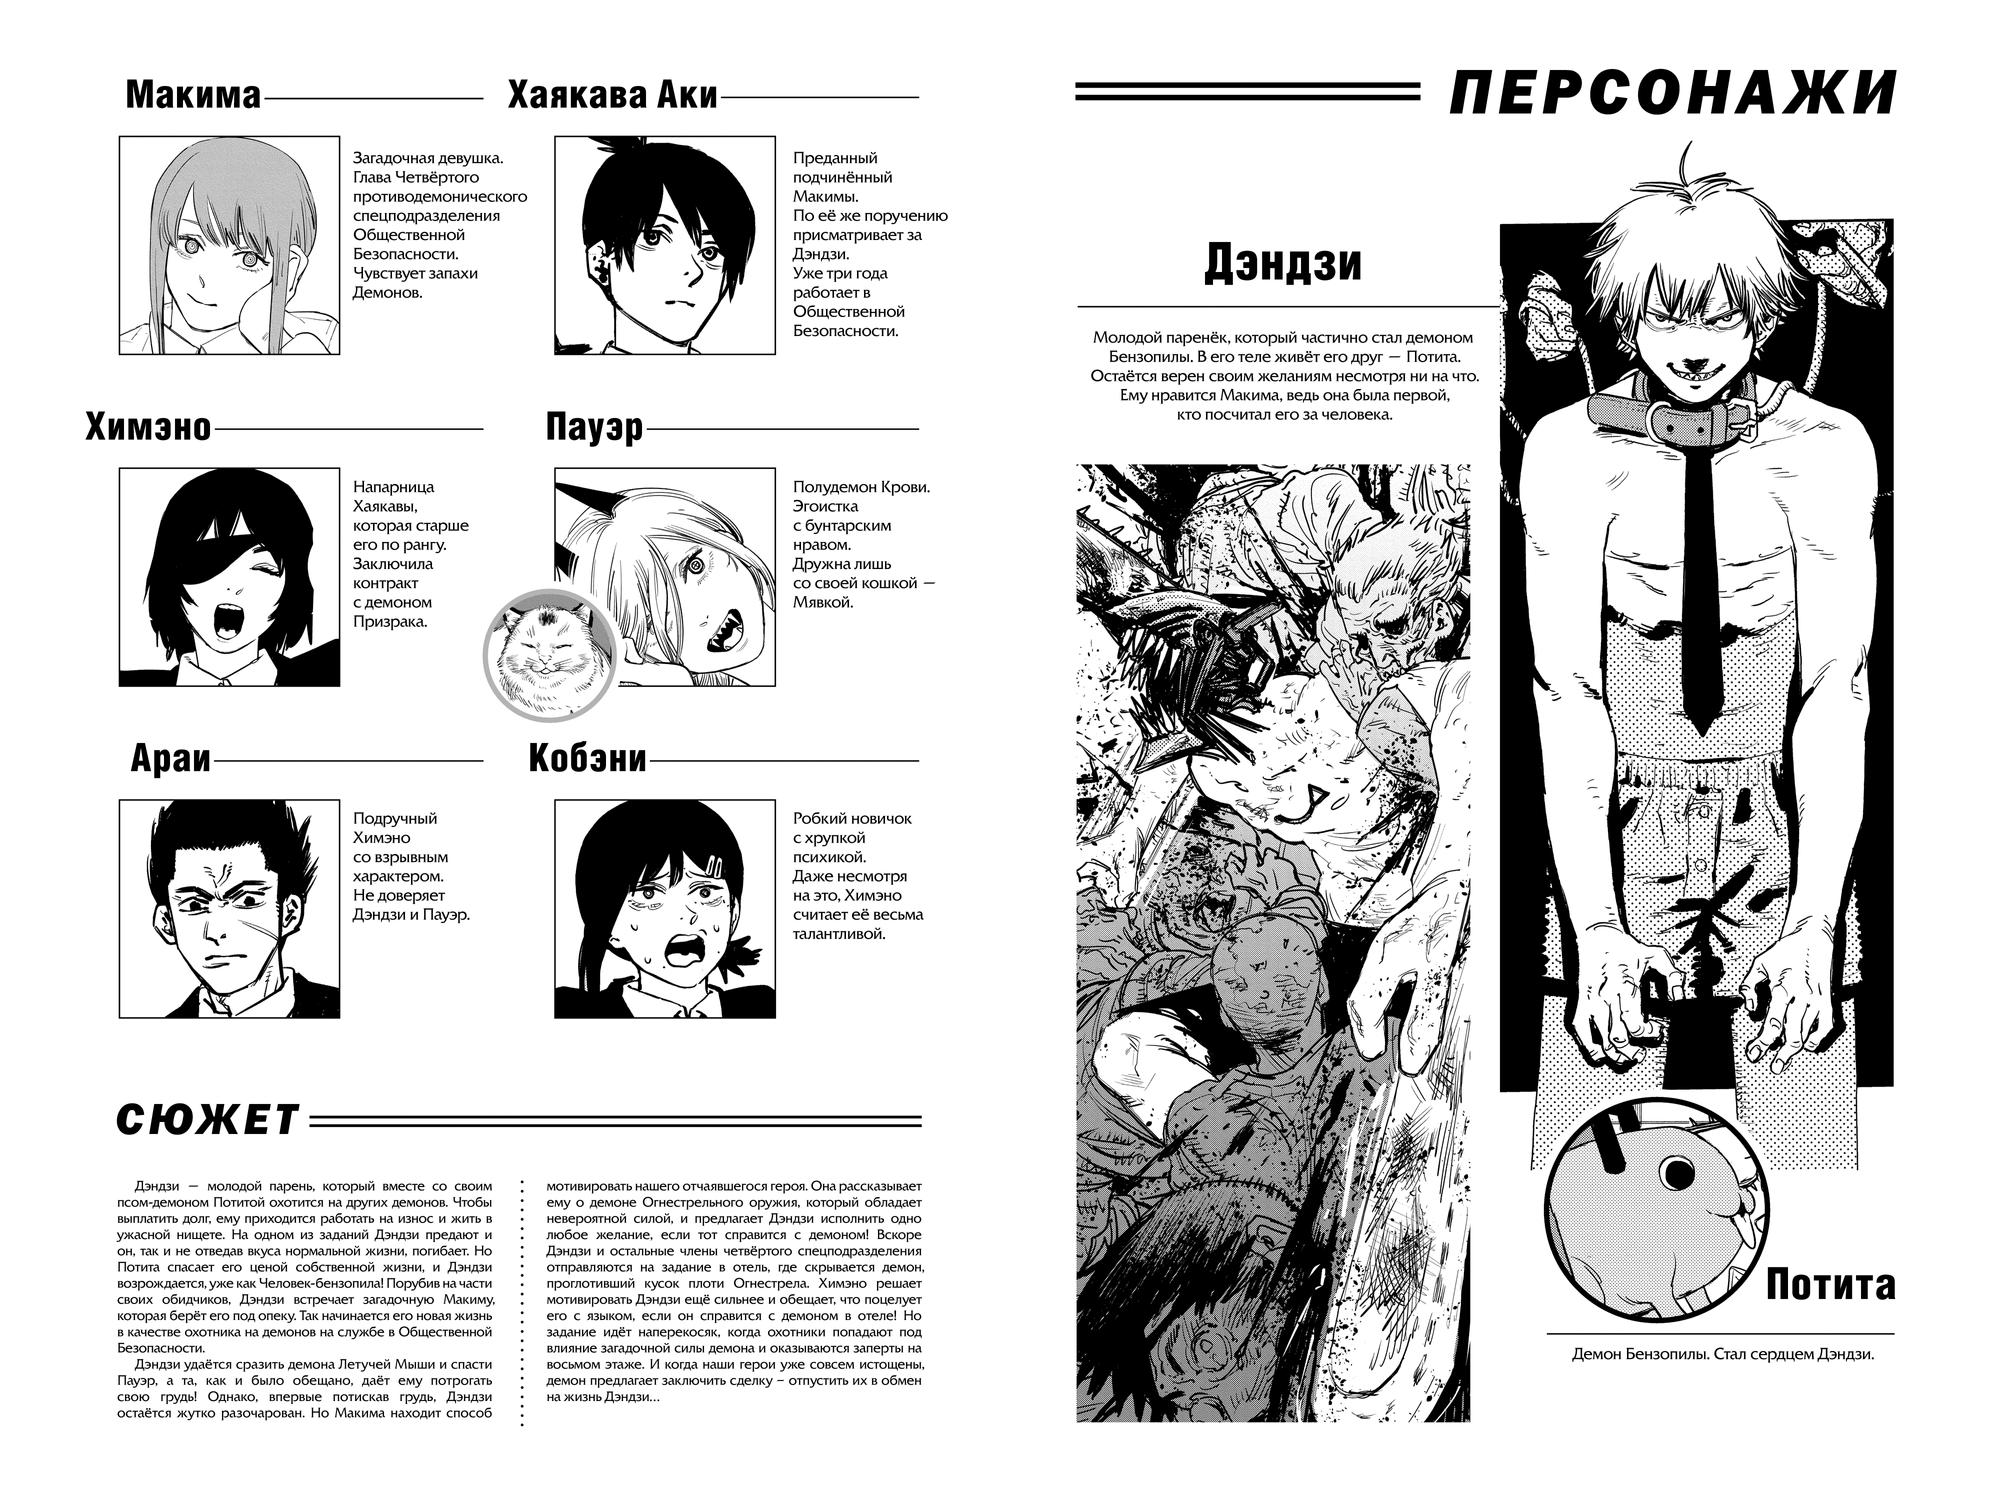 ПЕРСОНАЖИ
Дэндзи
Молодой паренёк, который частично стал демоном
Бензопилы. В его теле живёт его друг — Потита.
Остаётся верен своим желаниям несмотря ни на что.
Ему нравится Макима, ведь она была первой,
кто посчитал его за человека.
Потита
Демон Бензопилы. Стал сердцем Дэндзи.
Макима
Загадочная девушка.
Глава Четвёртого
противодемонического
спецподразделения
Общественной
Безопасности.
Чувствует запахи
Демонов.
Хаякава Аки
Преданный
подчинённый
Макимы.
По её же поручению
присматривает за
Дэндзи.
Уже три года
работает в
Общественной
Безопасности.
Химэно
Напарница
Хаякавы,
которая старше
его по рангу.
Заключила
контракт
с демоном
Призрака.
Пауэр
Полудемон Крови.
Эгоистка
с бунтарским
нравом.
Дружна лишь
со своей кошкой —
Мявкой.
Араи
Подручный
Химэно
со взрывным
характером.
Не доверяет
Дэндзи и Пауэр.
Кобэни
Робкий новичок
с хрупкой
психикой.
Даже несмотря
на это, Химэно
считает её весьма
талантливой.
СЮЖЕТ
Дэндзи — молодой парень, который вместе со своим
псом-демоном Потитой охотится на других демонов. Чтобы
выплатить долг, ему приходится работать на износ и жить в
ужасной нищете. На одном из заданий Дэндзи предают и
он, так и не отведав вкуса нормальной жизни, погибает. Но
Потита спасает его ценой собственной жизни, и Дэндзи
возрождается, уже как Человек-бензопила! Порубив на части
своих обидчиков, Дэндзи встречает загадочную Макиму,
которая берёт его под опеку. Так начинается его новая жизнь
в качестве охотника на демонов на службе в Общественной
Безопасности.
Дэндзи удаётся сразить демона Летучей Мыши и спасти
Пауэр, а та, как и было обещано, даёт ему потрогать
свою грудь! Однако, впервые потискав грудь, Дэндзи
остаётся жутко разочарован. Но Макима находит способ
мотивировать нашего отчаявшегося героя. Она рассказывает
ему о демоне Огнестрельного оружия, который обладает
невероятной силой, и предлагает Дэндзи исполнить одно
любое желание, если тот справится с демоном! Вскоре
Дэндзи и остальные члены четвёртого спецподразделения
отправляются на задание в отель, где скрывается демон,
проглотивший кусок плоти Огнестрела. Химэно решает
мотивировать Дэндзи ещё сильнее и обещает, что поцелует
его с языком, если он справится с демоном в отеле! Но
задание идёт наперекосяк, когда охотники попадают под
влияние загадочной силы демона и оказываются заперты на
восьмом этаже. И когда наши герои уже совсем истощены,
демон предлагает заключить сделку – отпустить их в обмен
на жизнь Дэндзи...